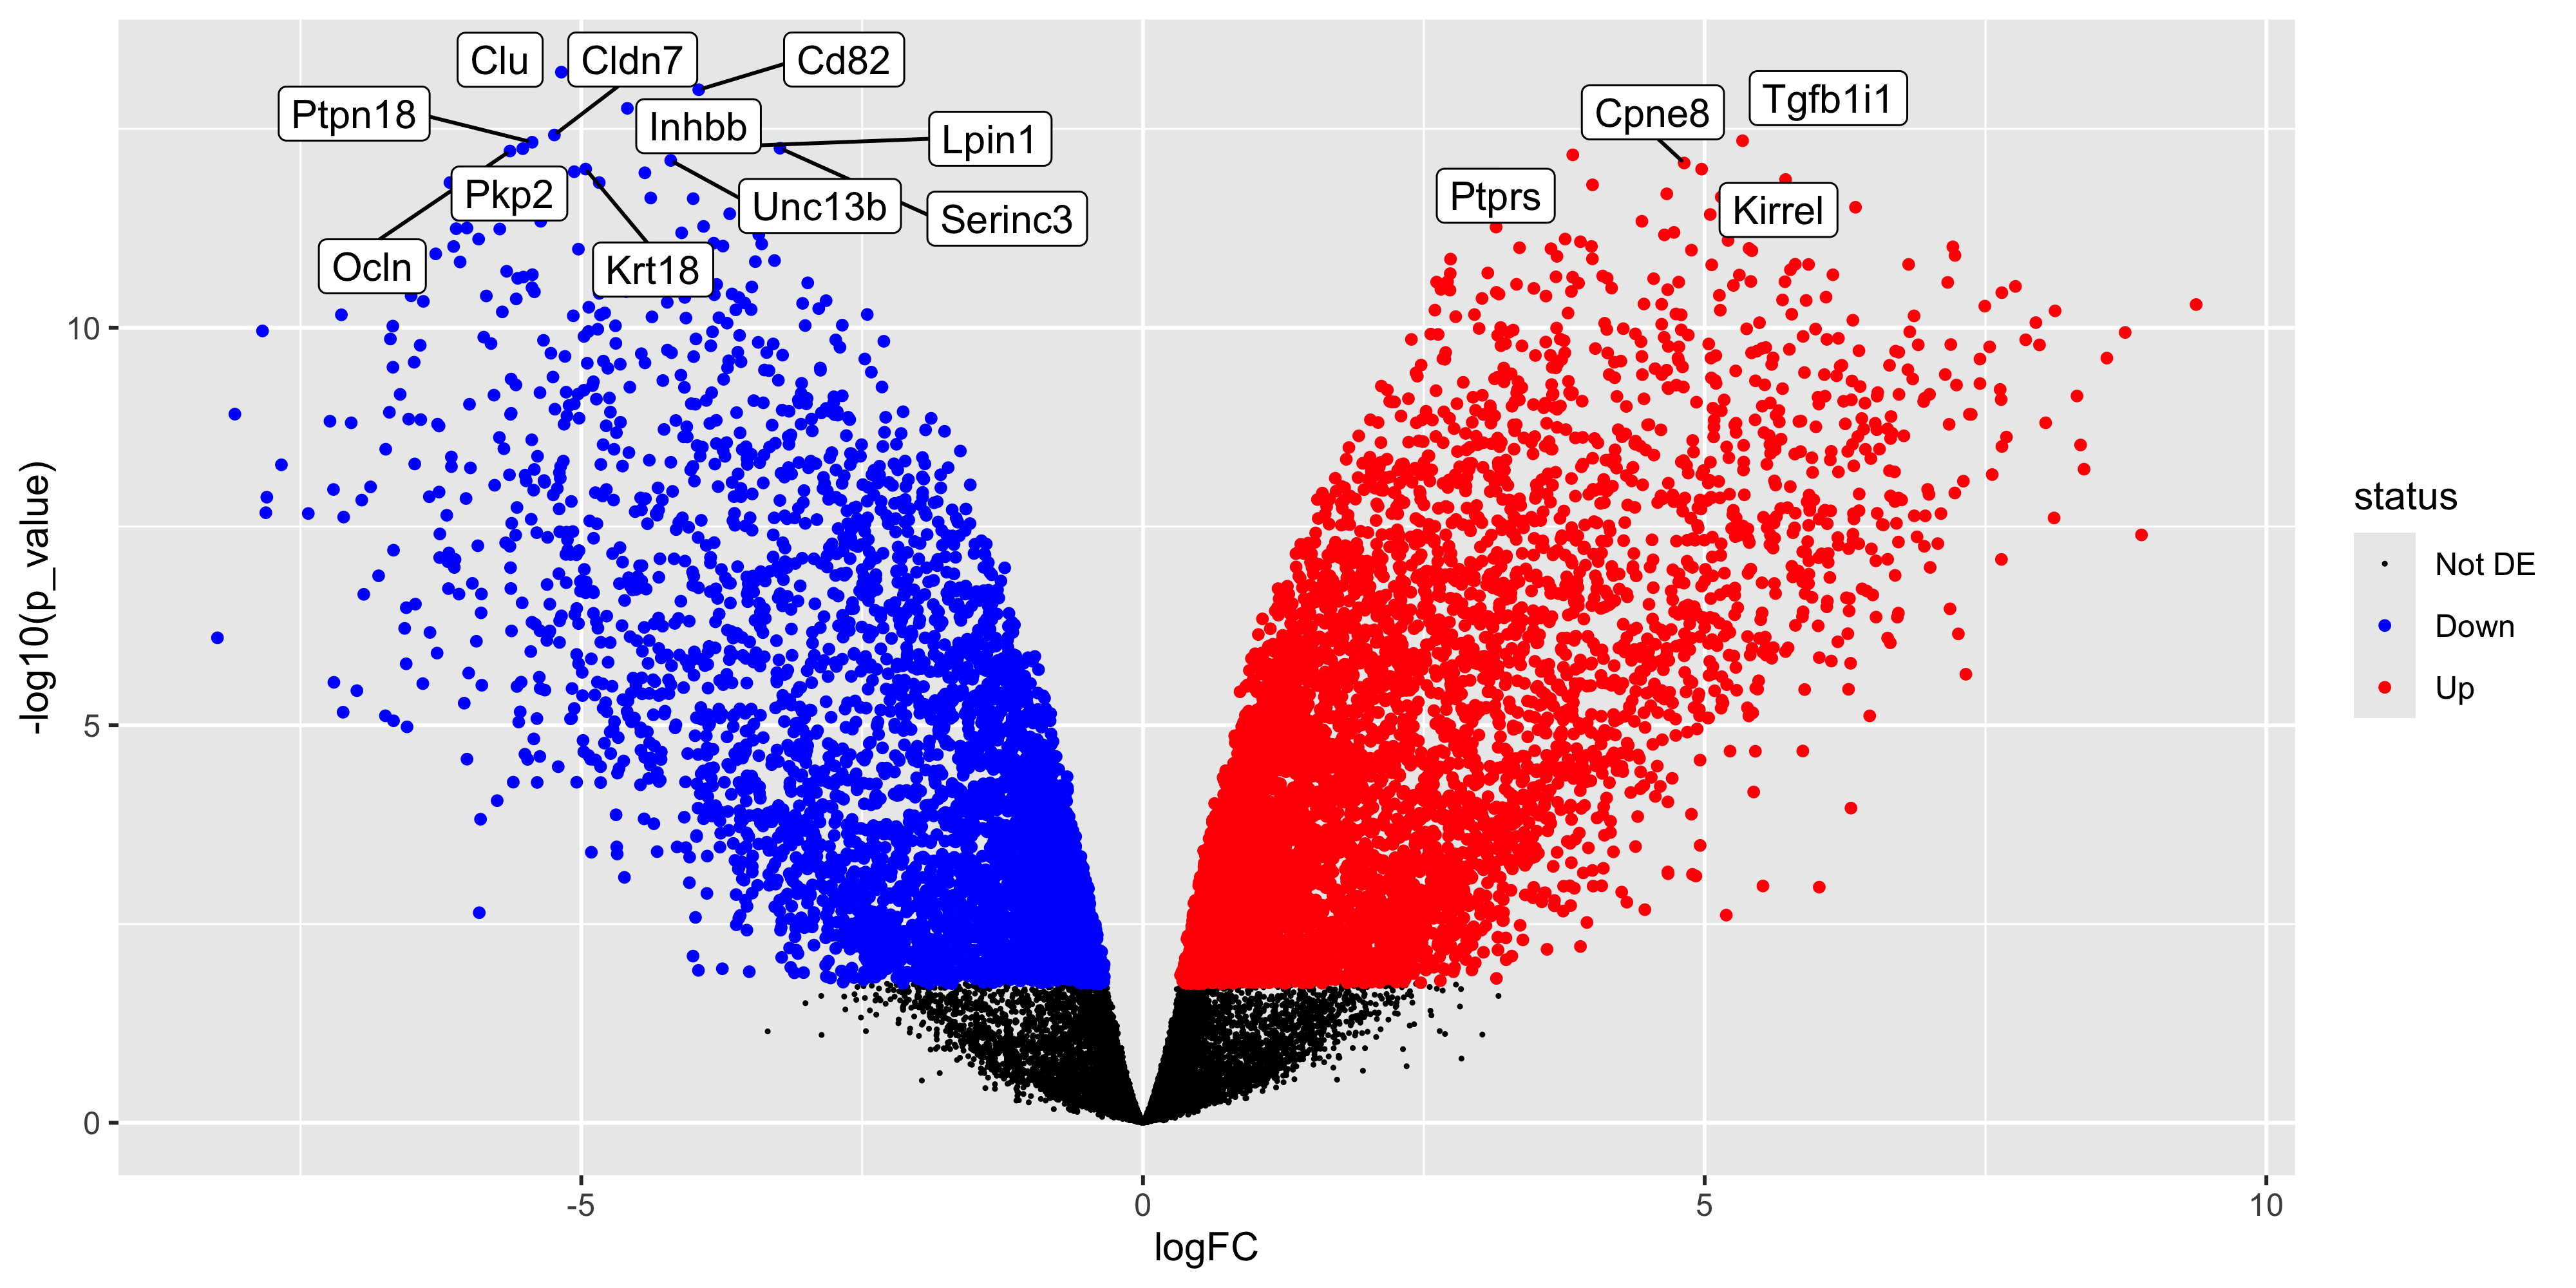 Clu
Cldn7
Cd82
Ptpn18
Inhbb
Lpin1
Cpne8
Tgfb1i1
Pkp2
Unc13b
Serinc3
Ptprs
Kirrel
Ocln
Krt18
10
5
0
-log10(p_value)
-5
0
5
10
logFC
status
Not DE
Down
Up